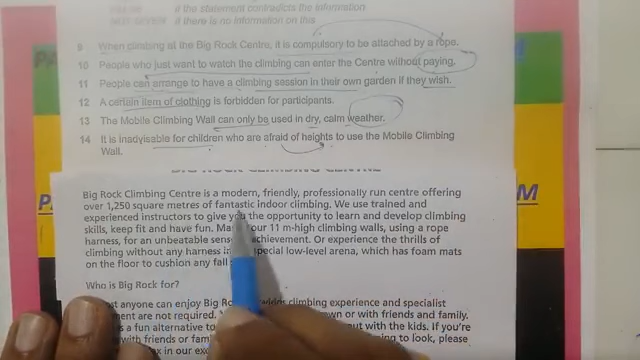 FALSE if the statement contradicts the information
NOT GIVEN if there is no information on this
9 When climbing at the Big Rock Centre, it is compulsory to be attached by a rope.
10 People who just want to watch the climbing can enter the Centre without paying.
11 People can arrange to have a climbing session in their own garden if they wish.
12 A certain item of clothing is forbidden for participants.
13 The Mobile Climbing Wall can only be used in dry, calm weather.
14 It is inadvisable for children who are afraid of heights to use the Mobile Climbing
Wall.
BIG ROCK CLIMBING CENTRE
Big Rock Climbing Centre is a modern, friendly, professionally run centre offering
over 1,250 square metres of fantastic indoor climbing. We use trained and
experienced instructors to give you the opportunity to learn and develop climbing
skills, keep fit and have fun. our 11 m-high climbing walls, using a rope
harness, for an unbeatable achievement. Or experience the thrills of
climbing without any harness special low-level arena, which has foam mats
on the floor to cushion any fall
Who is Big Rock for?
anyone can enjoy Big climbing experience and specialist
are not required. own or with friends and family.
is a fun alternative to out with the kids. If you're
with friends or to look, please
in our
PA